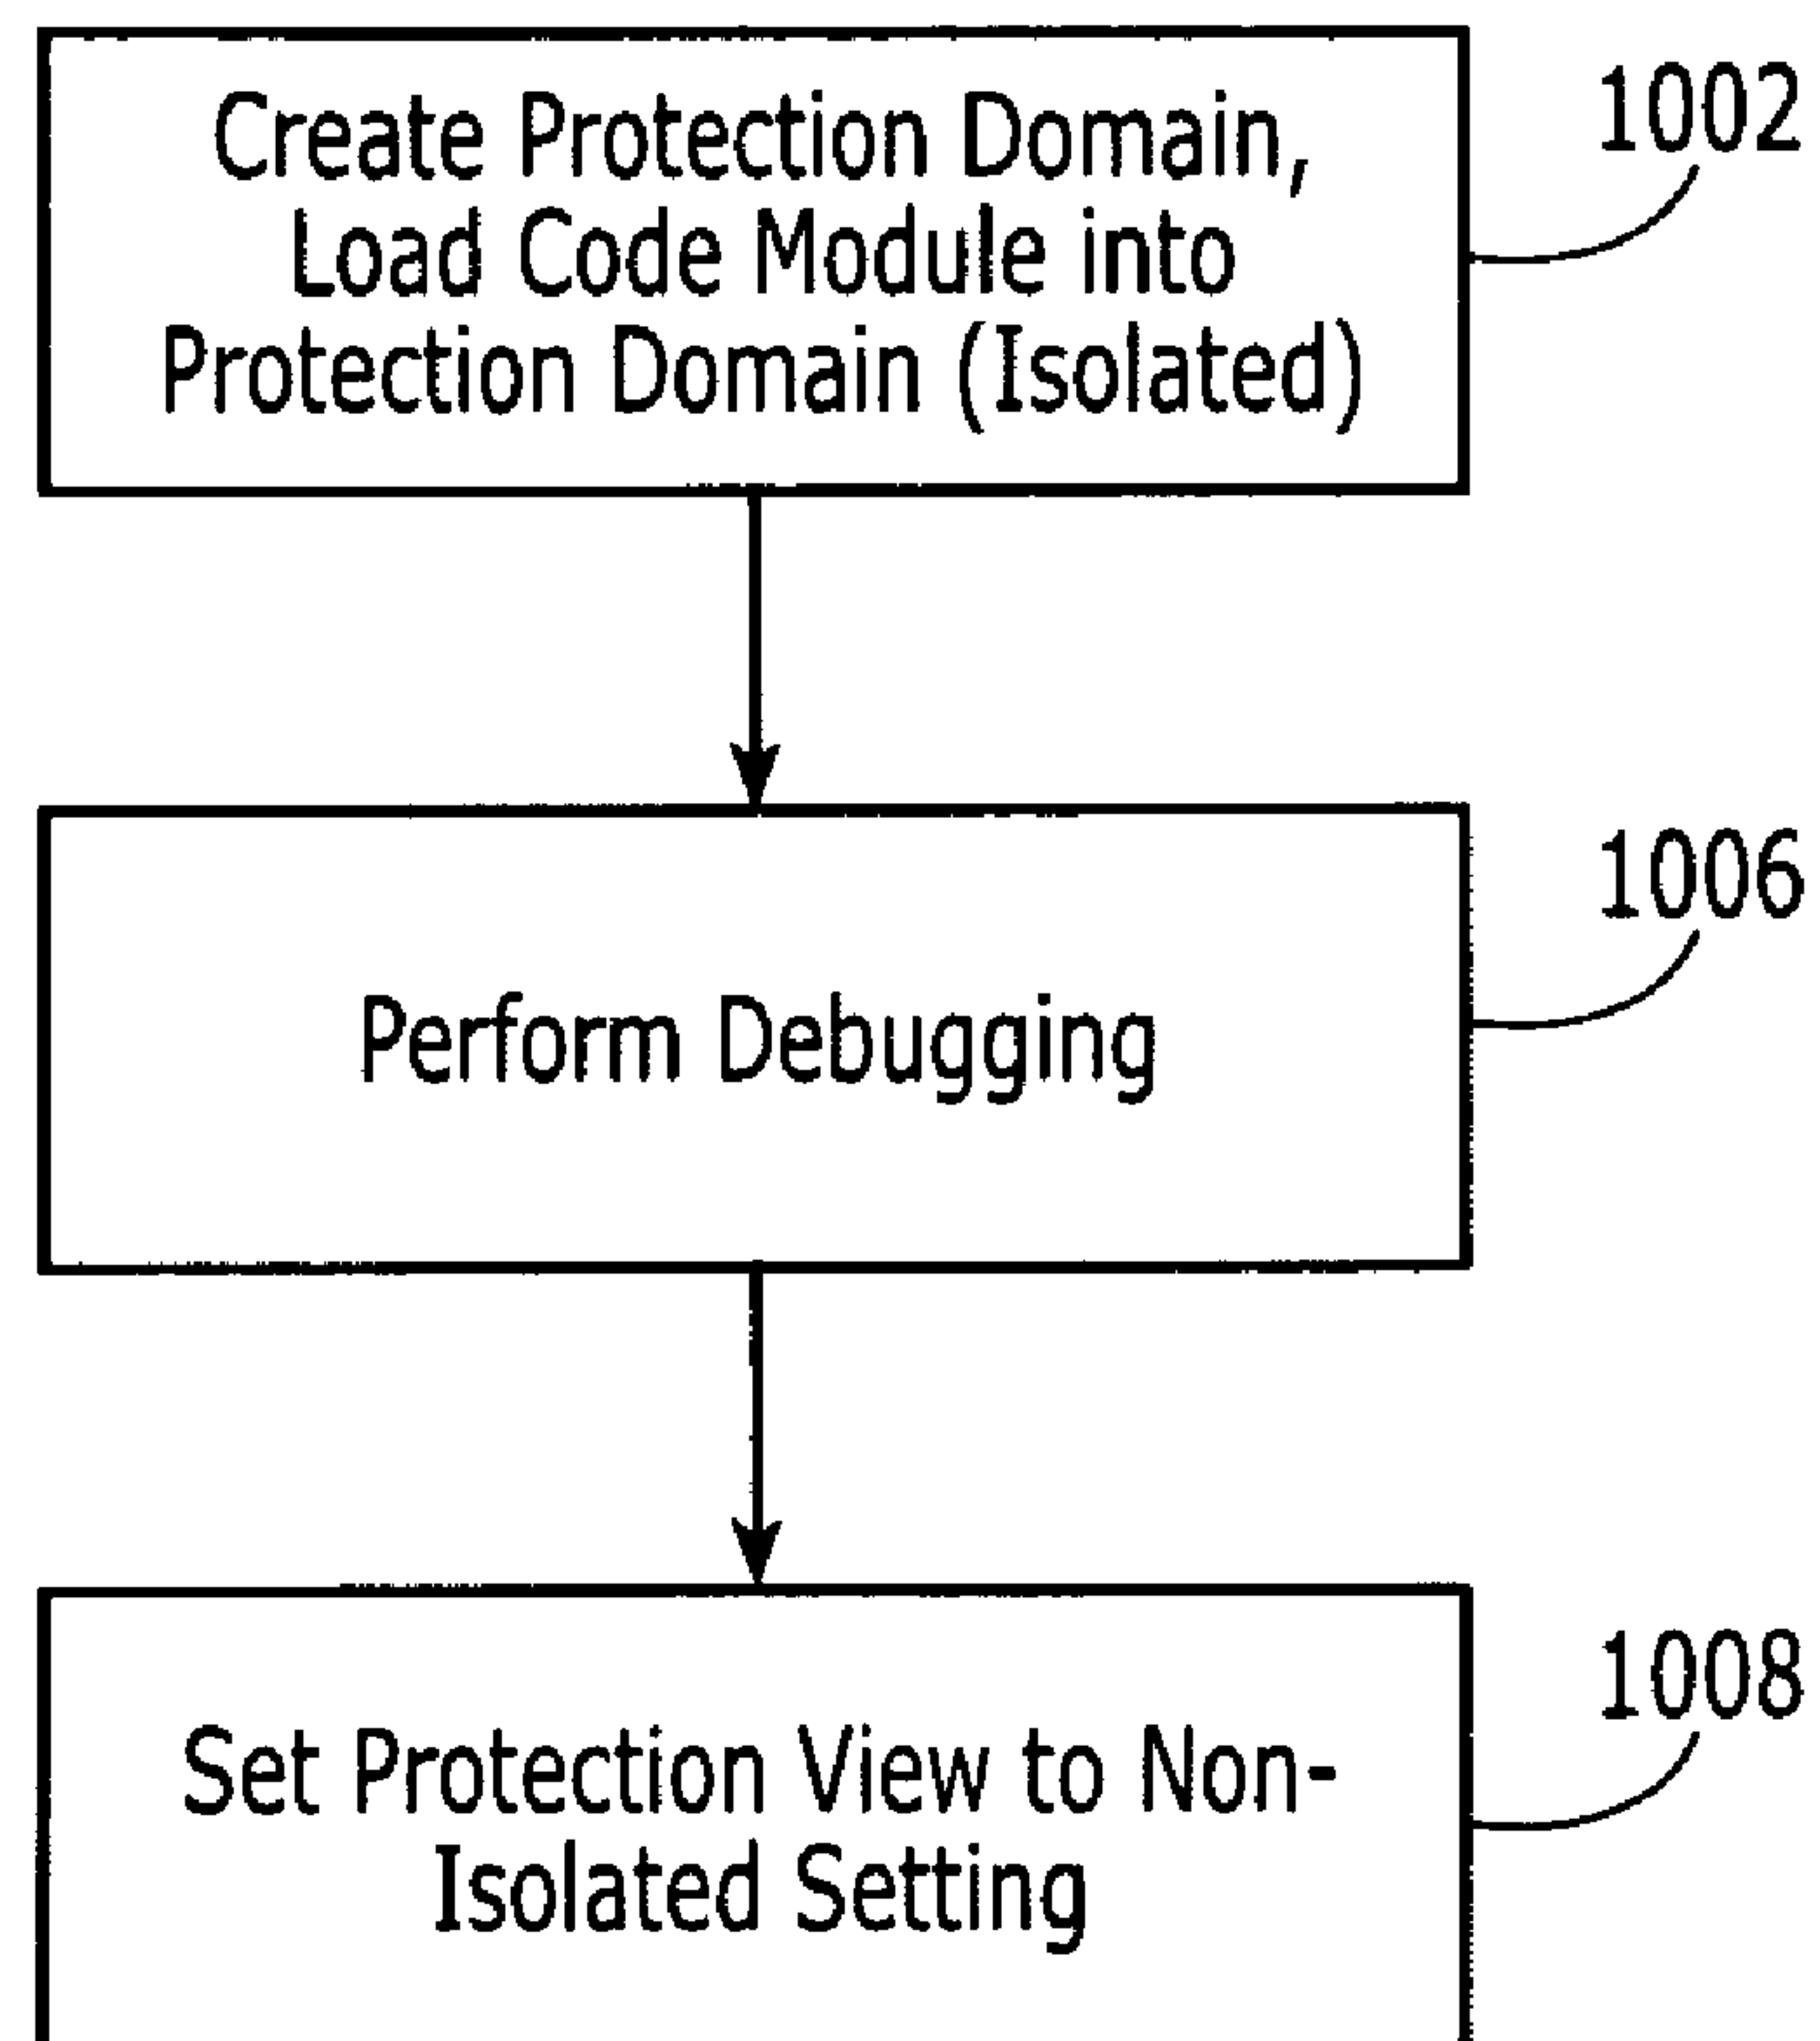 Create Protection Domain,
Load Code Module into
Protection Domain (Isolated)
1002
Perform Debugging
1006
Set Protection View to Non-
Isolated Setting
1008